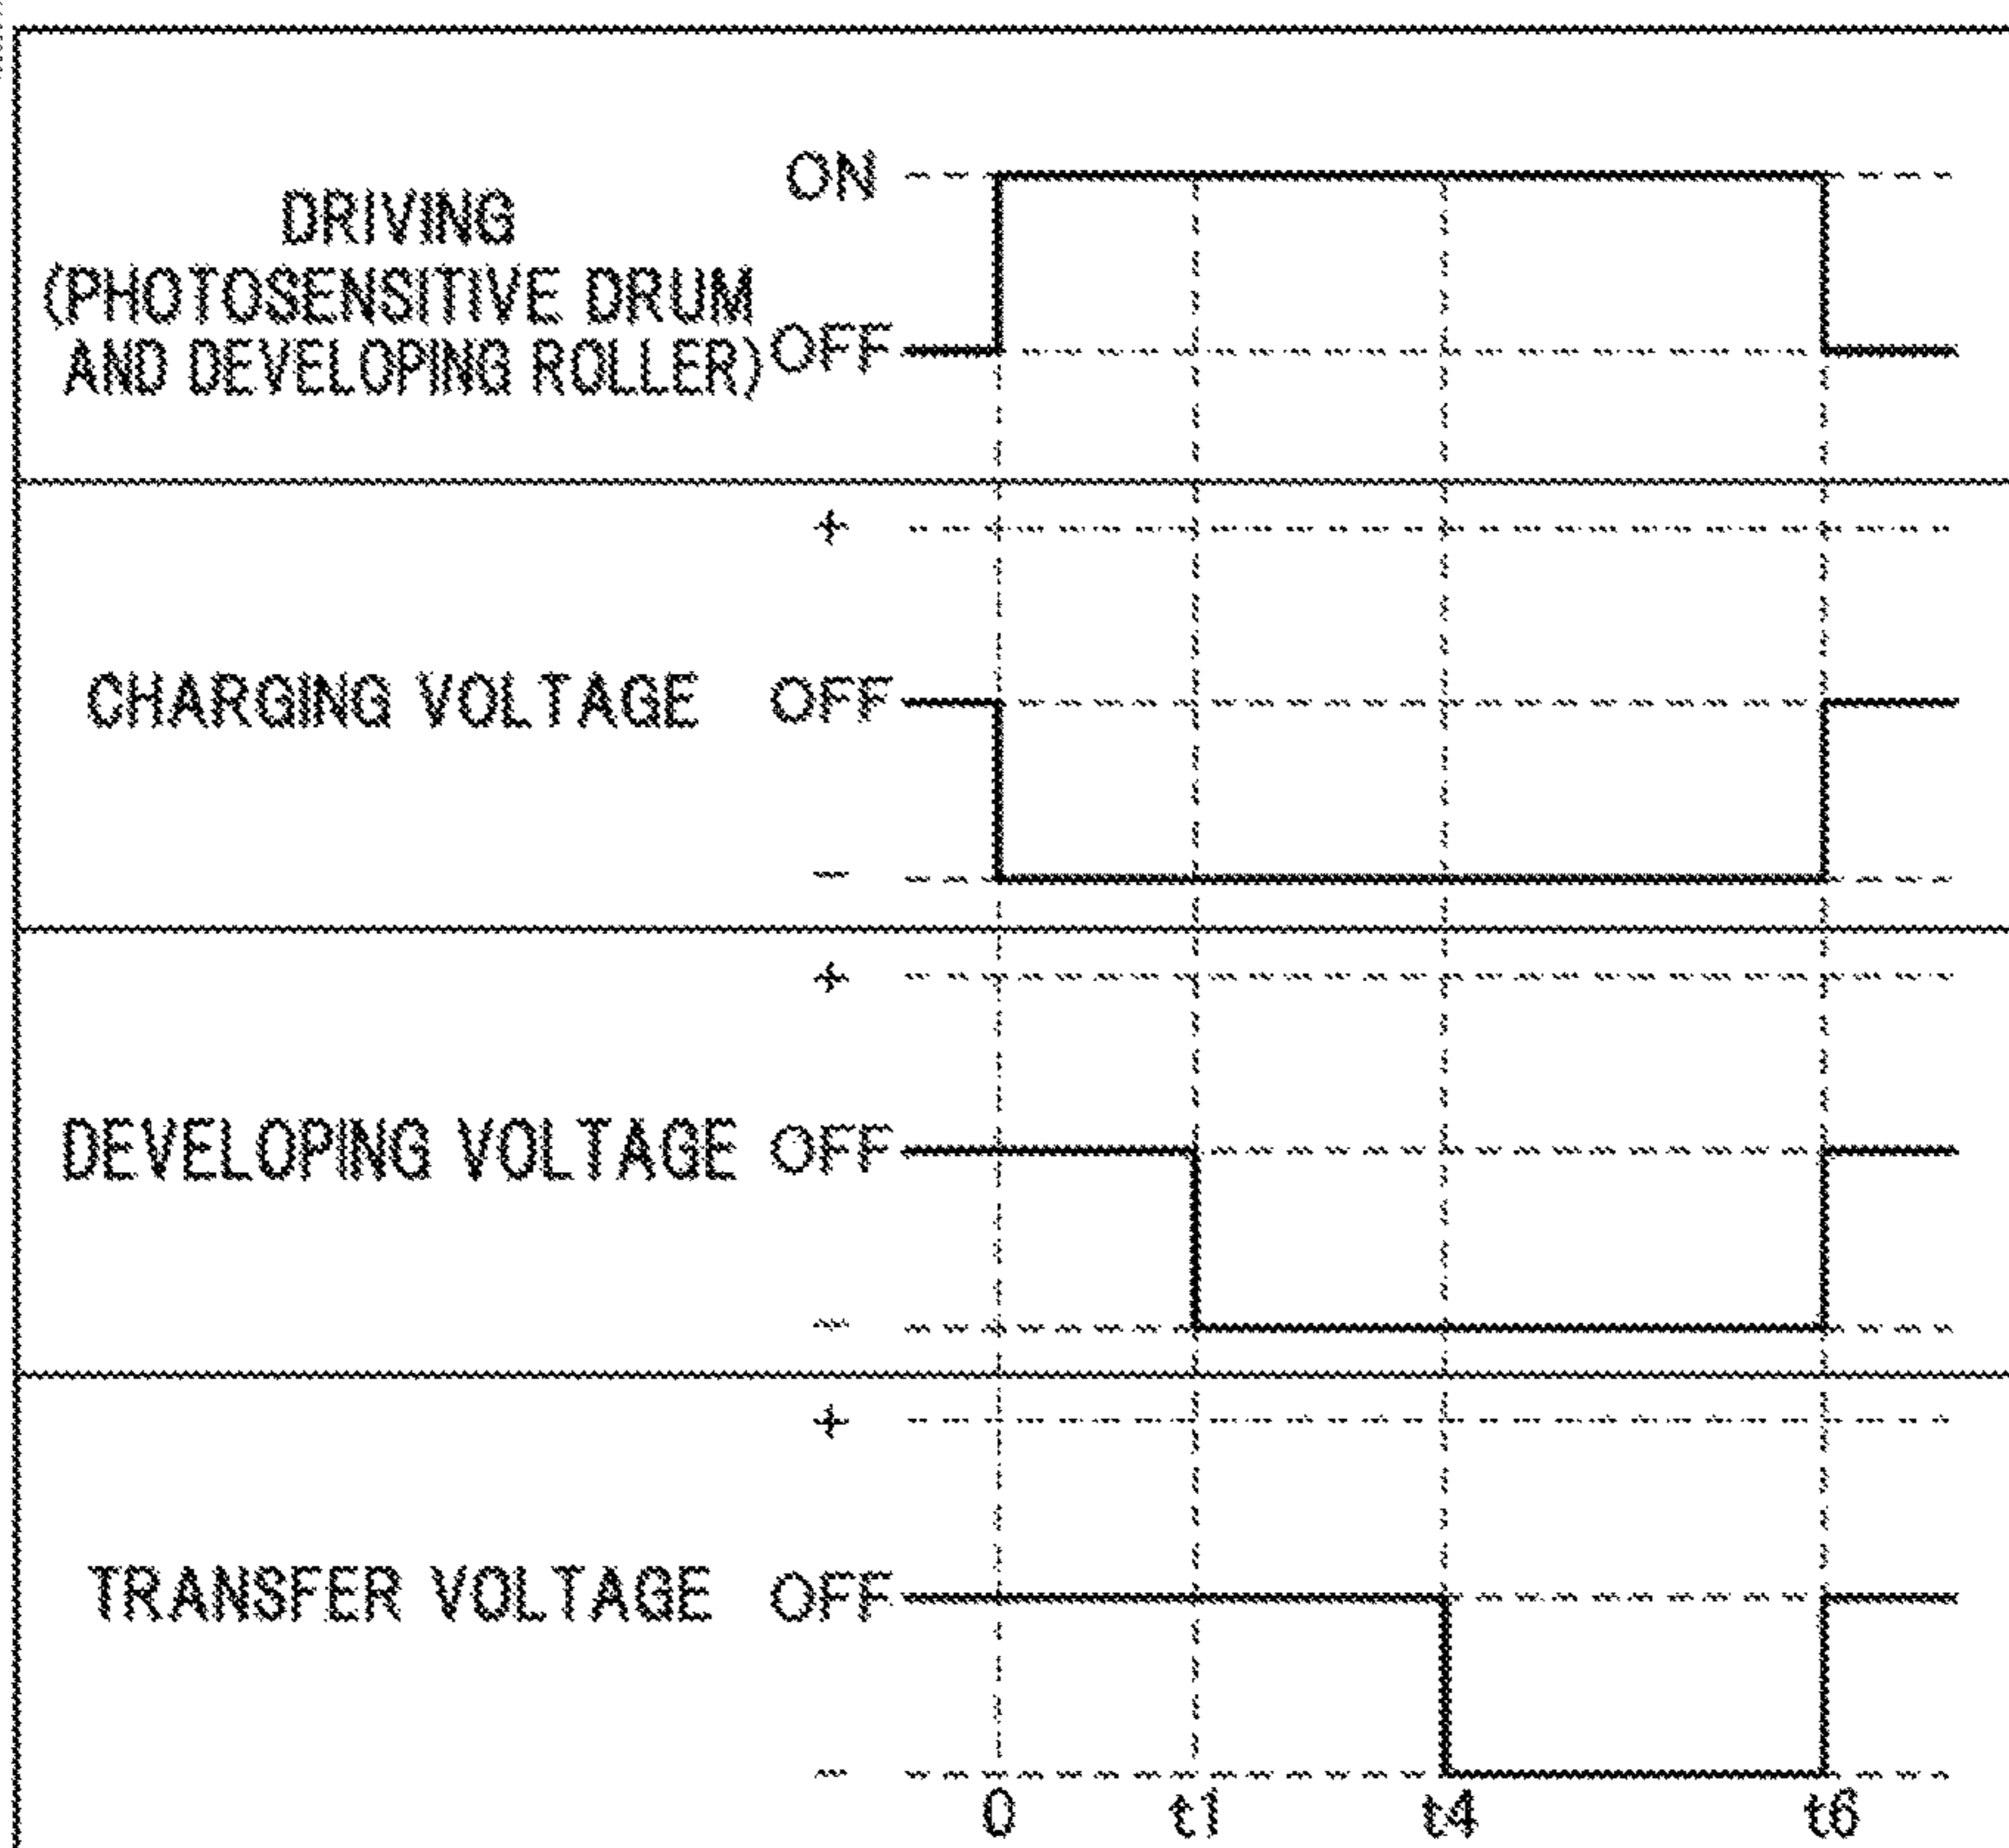 ON
DRIVING
(PHOTOSENSITIVE DRUM
AND DEVELOPING ROLLER) OFF
+
CHARGING VOLTAGE OFF
-
+
DEVELOPING VOLTAGE OFF
-
+
TRANSFER VOLTAGE OFF
-
0 t1 t4 t6